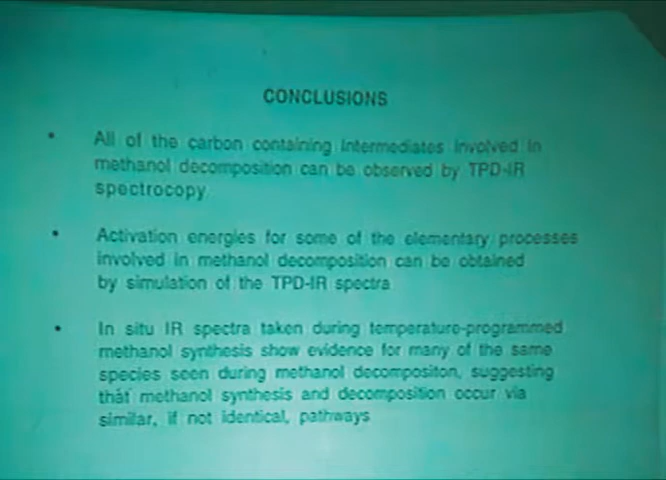 CONCLUSIONS
• All of the carbon containing intermediates involved in
methanol decomposition can be observed by TPD-IR
spectrocopy
• Activation energies for some of the elementary processes
involved in methanol decomposition can be obtained
by simulation of the TPD-IR spectra
• In situ IR spectra taken during temperature-programmed
methanol synthesis show evidence for many of the same
species seen during methanol decompositon, suggesting
that methanol synthesis and decomposition occur via
similar, if not identical, pathways